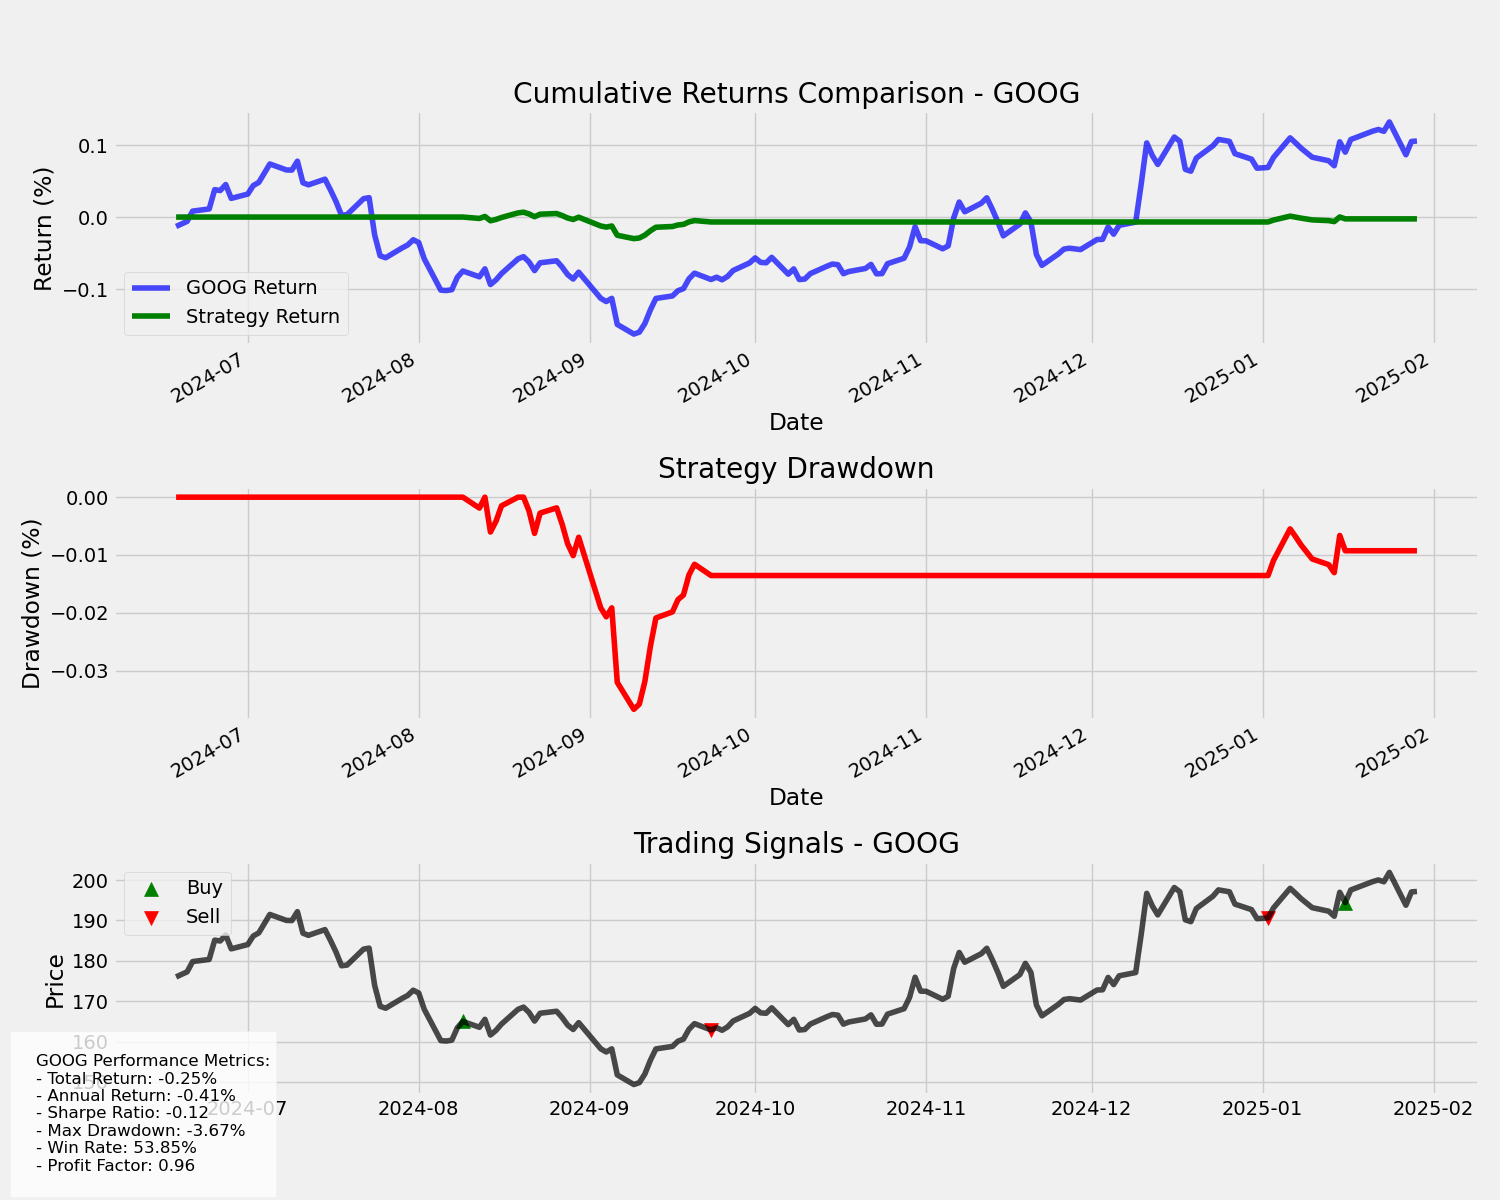 Cumulative Returns Comparison - GOOG
Return (%)
0.1
0.0
−0.1
GOOG Return
Strategy Return
2024-07
2024-08
2024-09
2024-10
2024-11
2024-12
2025-01
2025-02
Date
Strategy Drawdown
Drawdown (%)
0.00
−0.01
−0.02
−0.03
2024-07
2024-08
2024-09
2024-10
2024-11
2024-12
2025-01
2025-02
Date
Trading Signals - GOOG
Price
200
190
180
170
160
150
Buy
Sell
2024-07
2024-08
2024-09
2024-10
2024-11
2024-12
2025-01
2025-02
GOOG Performance Metrics:
- Total Return: -0.25%
- Annual Return: -0.41%
- Sharpe Ratio: -0.12
- Max Drawdown: -3.67%
- Win Rate: 53.85%
- Profit Factor: 0.96